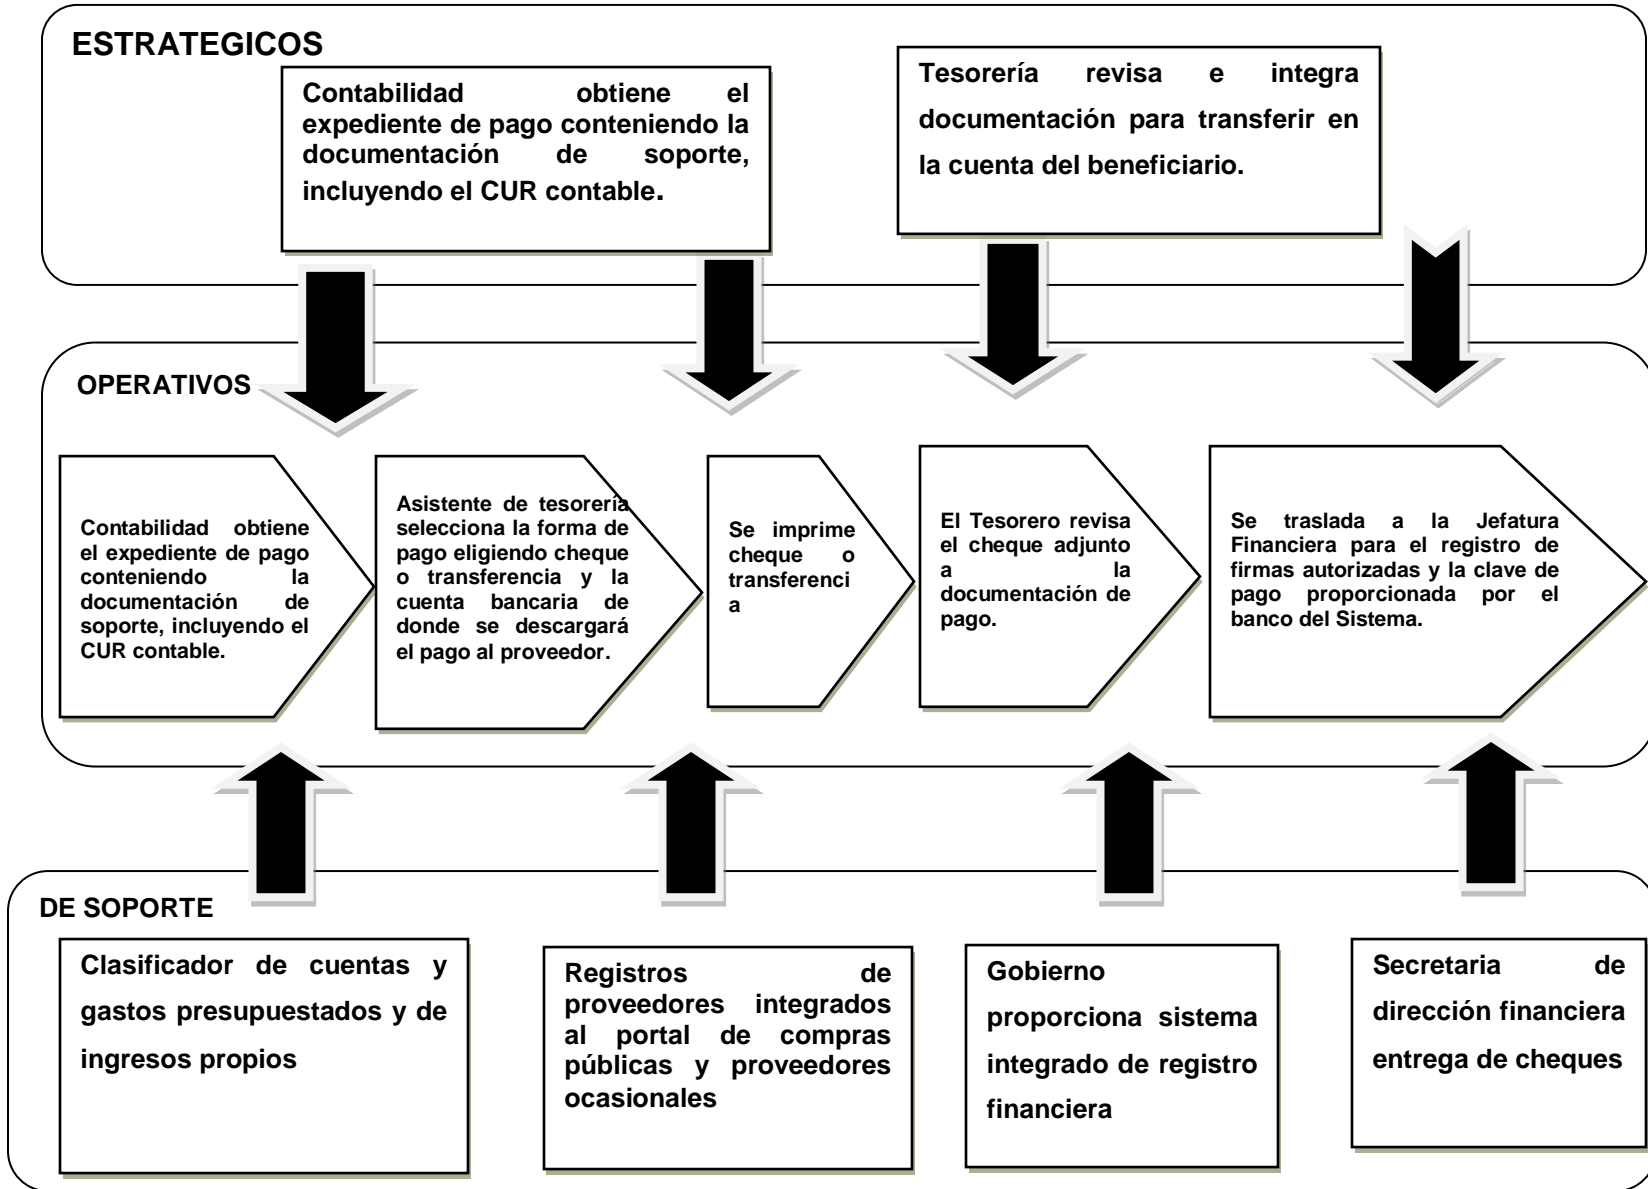 ESTRATEGICOS
Contabilidad obtiene el
expediente de pago conteniendo la
documentación de soporte,
incluyendo el CUR contable.
Tesorería revisa e integra
documentación para transferir en
la cuenta del beneficiario.
OPERATIVOS
Contabilidad obtiene
el expediente de pago
conteniendo la
documentación de
soporte, incluyendo el
CUR contable.
Asistente de tesorería
selecciona la forma de
pago eligiendo cheque
o transferencia y la
cuenta bancaria de
donde se descargará
el pago al proveedor.
Se imprime
cheque o
transferenci
a
El Tesorero revisa
el cheque adjunto
a la
documentación de
pago.
Se traslada a la Jefatura
Financiera para el registro de
firmas autorizadas y la clave de
pago proporcionada por el
banco del Sistema.
DE SOPORTE
Clasificador de cuentas y
gastos presupuestados y de
ingresos propios
Registros de
proveedores integrados
al portal de compras
públicas y proveedores
ocasionales
Gobierno
proporciona sistema
integrado de registro
financiera
Secretaria de
dirección financiera
entrega de cheques